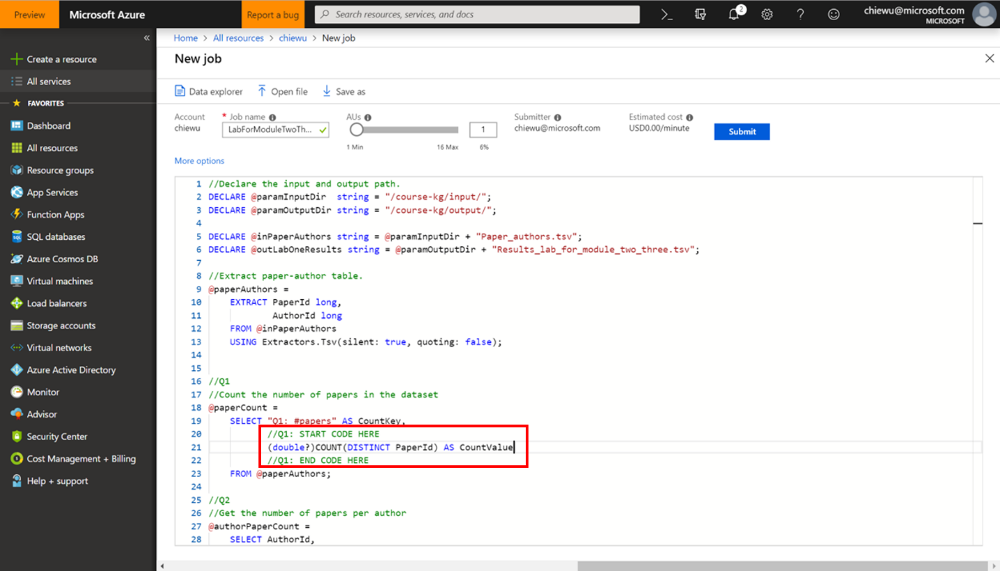 Preview
Microsoft Azure
Report a bug
Search resources, services, and docs
2
chiewu@microsoft.com
MICROSOFT
Create a resource
All services
FAVORITES
Dashboard
All resources
Resource groups
App Services
Function Apps
SQL databases
Azure Cosmos DB
Virtual machines
Load balancers
Storage accounts
Virtual networks
Azure Active Directory
Monitor
Advisor
Security Center
Cost Management + Billing
Help + support
Home > All resources > chiewu > New job
New job
Data explorer Open file Save as
Account
chiewu
* Job name
LabForModuleTwoTh...
AUs
1
1 Min 16 Max 6%
Submitter
chiewu@microsoft.com
Estimated cost
USD0.00/minute
Submit
More options
1 //Declare the input and output path.
2 DECLARE @paramInputDir  string = "/course-kg/input/";
3 DECLARE @paramOutputDir string = "/course-kg/output/";
4
5 DECLARE @inPaperAuthors string = @paramInputDir + "Paper_authors.tsv";
6 DECLARE @outLabOneResults string = @paramOutputDir + "Results_lab_for_module_two_three.tsv";
7
8 //Extract paper-author table.
9 @paperAuthors =
10     EXTRACT PaperId long,
11             AuthorId long
12     FROM @inPaperAuthors
13     USING Extractors.Tsv(silent: true, quoting: false);
14
15
16 //Q1
17 //Count the number of papers in the dataset
18 @paperCount =
19     SELECT "Q1: #papers" AS CountKey,
20            //Q1: START CODE HERE
21            (double?)COUNT(DISTINCT PaperId) AS CountValue
22            //Q1: END CODE HERE
23     FROM @paperAuthors;
24
25 //Q2
26 //Get the number of papers per author
27 @authorPaperCount =
28     SELECT AuthorId,